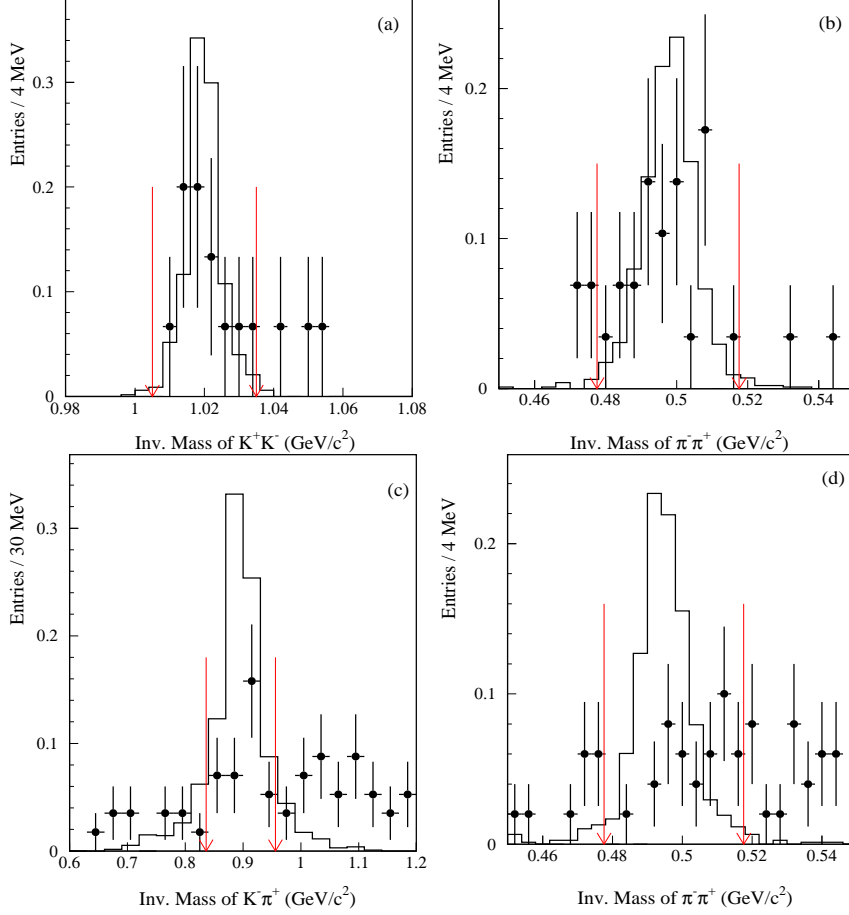 (a)
Entries / 4 MeV
0.3
0.2
0.1
0
0.98 1 1.02 1.04 1.06 1.08
Inv. Mass of K⁺K⁻ (GeV/c²)
(b)
Entries / 4 MeV
0.2
0.1
0
0.46 0.48 0.5 0.52 0.54
Inv. Mass of π⁻π⁺ (GeV/c²)
(c)
Entries / 30 MeV
0.3
0.2
0.1
0
0.6 0.7 0.8 0.9 1 1.1 1.2
Inv. Mass of K⁻π⁺ (GeV/c²)
(d)
Entries / 4 MeV
0.2
0.1
0
0.46 0.48 0.5 0.52 0.54
Inv. Mass of π⁻π⁺ (GeV/c²)